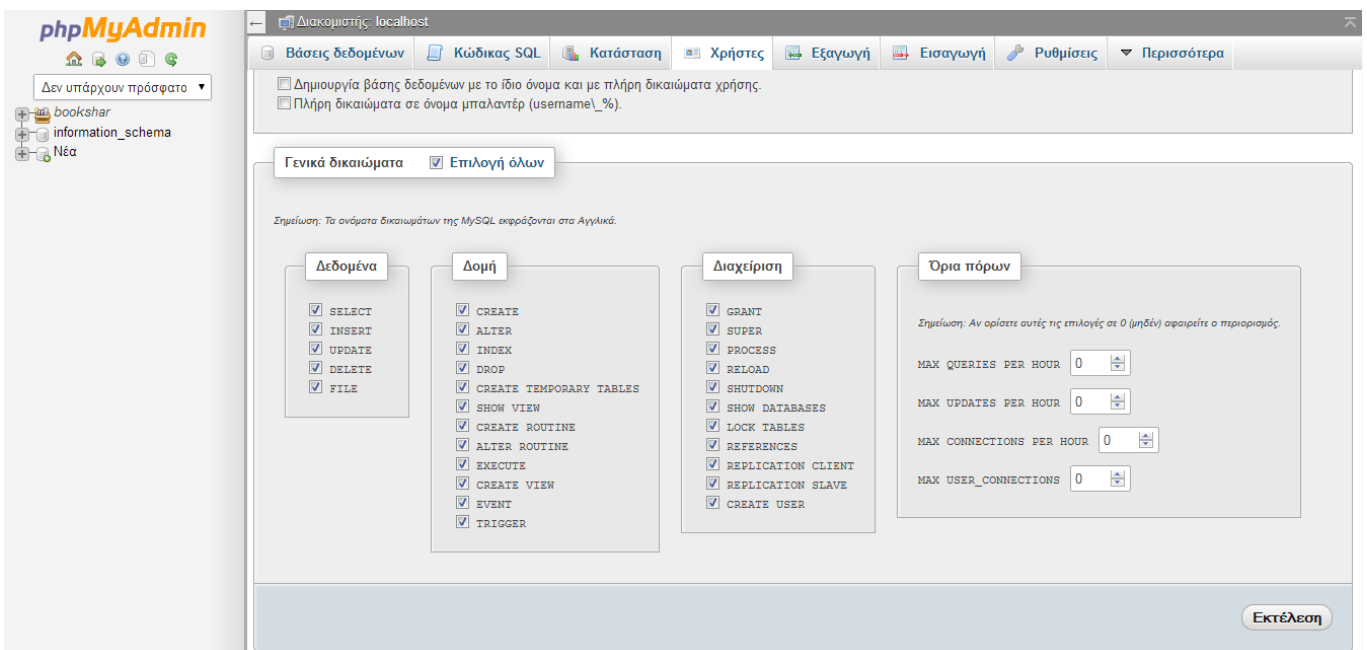 phpMyAdmin
Δεν υπάρχουν πρόσφατο
bookshar
information_schema
Νέα
Διακομιστής: localhost
Βάσεις δεδομένων Κώδικας SQL Κατάσταση Χρήστες Εξαγωγή Εισαγωγή Ρυθμίσεις Περισσότερα
Δημιουργία βάσης δεδομένων με το ίδιο όνομα και με πλήρη δικαιώματα χρήσης.
Πλήρη δικαιώματα σε όνομα μπαλαντέρ (username\_%).
Γενικά δικαιώματα Επιλογή όλων
Σημείωση: Τα ονόματα δικαιωμάτων της MySQL εκφράζονται στα Αγγλικά.
Δεδομένα
SELECT
INSERT
UPDATE
DELETE
FILE
Δομή
CREATE
ALTER
INDEX
DROP
CREATE TEMPORARY TABLES
SHOW VIEW
CREATE ROUTINE
ALTER ROUTINE
EXECUTE
CREATE VIEW
EVENT
TRIGGER
Διαχείριση
GRANT
SUPER
PROCESS
RELOAD
SHUTDOWN
SHOW DATABASES
LOCK TABLES
REFERENCES
REPLICATION CLIENT
REPLICATION SLAVE
CREATE USER
Όρια πόρων
Σημείωση: Αν ορίσετε αυτές τις επιλογές σε 0 (μηδέν) αφαιρείτε ο περιορισμός.
MAX QUERIES PER HOUR 0
MAX UPDATES PER HOUR 0
MAX CONNECTIONS PER HOUR 0
MAX USER_CONNECTIONS 0
Εκτέλεση